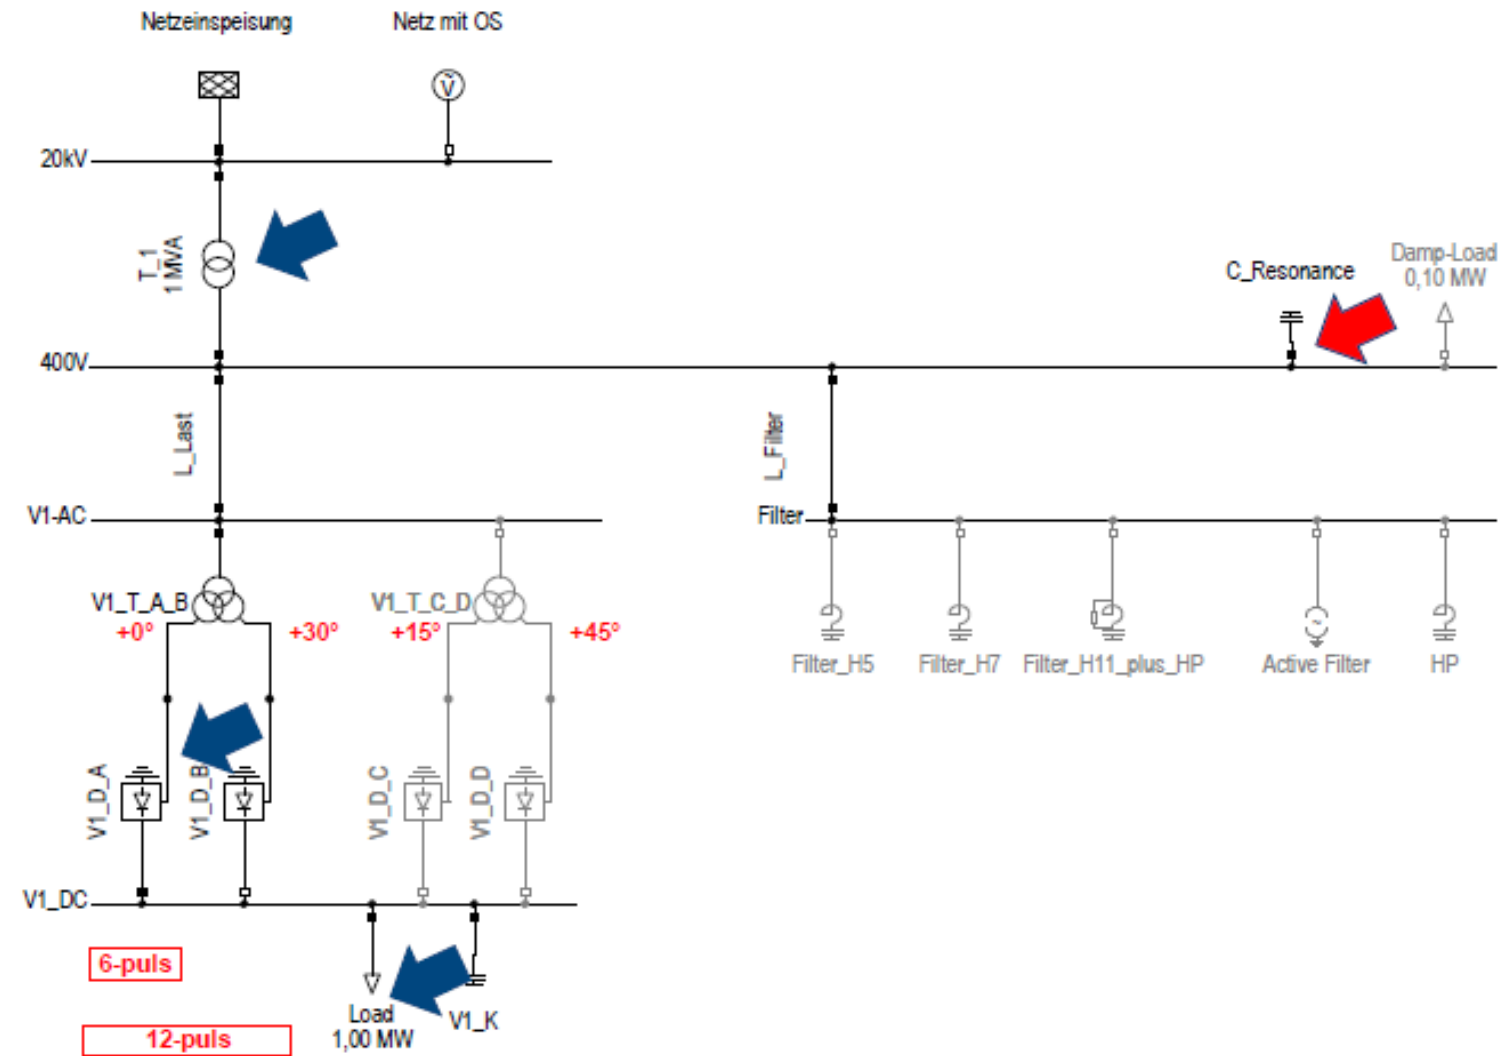 Netzeinspeisung
Netz mit OS
V
20kV
T_1
1 MVA
C_Resonance
Damp-Load
0,10 MW
400V
L_Last
L_Filter
V1-AC
Filter
V1_T_A_B
+0°
+30°
V1_T_C_D
+15°
+45°
Filter_H5
Filter_H7
Filter_H11_plus_HP
Active Filter
HP
V1_D_A
V1_D_B
V1_D_C
V1_D_D
V1_DC
6-puls
12-puls
Load
1,00 MW
V1_K